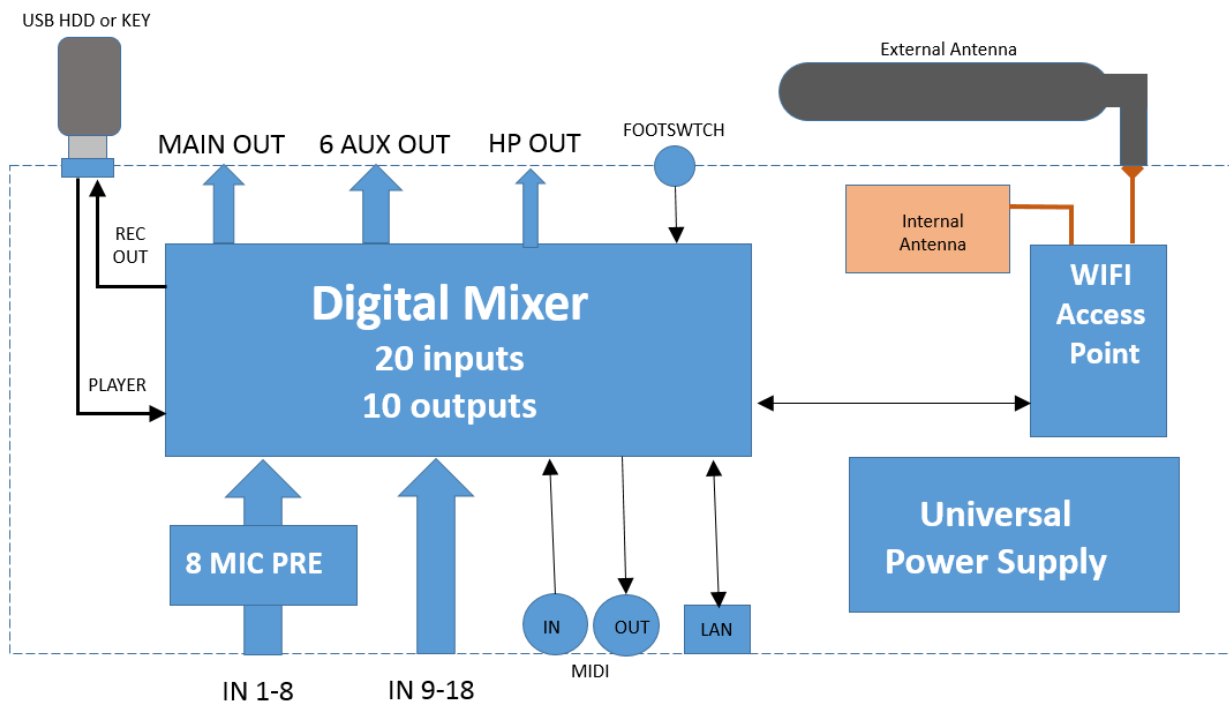 USB HDD or KEY
External Antenna
MAIN OUT
6 AUX OUT
HP OUT
FOOTSWTCH
REC
OUT
Internal
Antenna
Digital Mixer
20 inputs
10 outputs
WIFI
Access
Point
PLAYER
8 MIC PRE
Universal
Power Supply
IN
OUT
LAN
MIDI
IN 1-8
IN 9-18